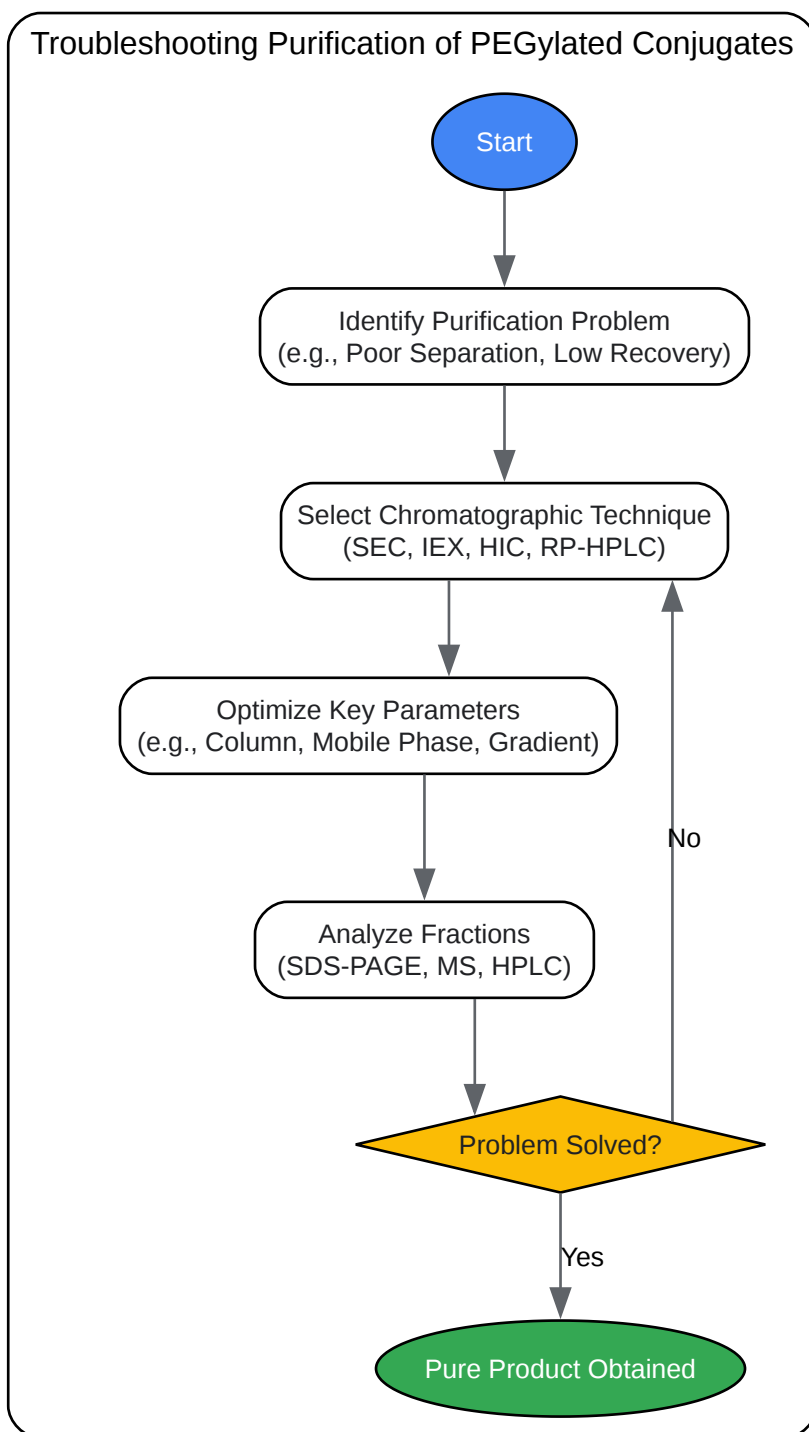 Troubleshooting Purification of PEGylated Conjugates
Start
Identify Purification Problem
(e.g., Poor Separation, Low Recovery)
Select Chromatographic Technique
(SEC, IEX, HIC, RP-HPLC)
Optimize Key Parameters
(e.g., Column, Mobile Phase, Gradient)
No
Analyze Fractions
(SDS-PAGE, MS, HPLC)
Problem Solved?
Yes
Pure Product Obtained